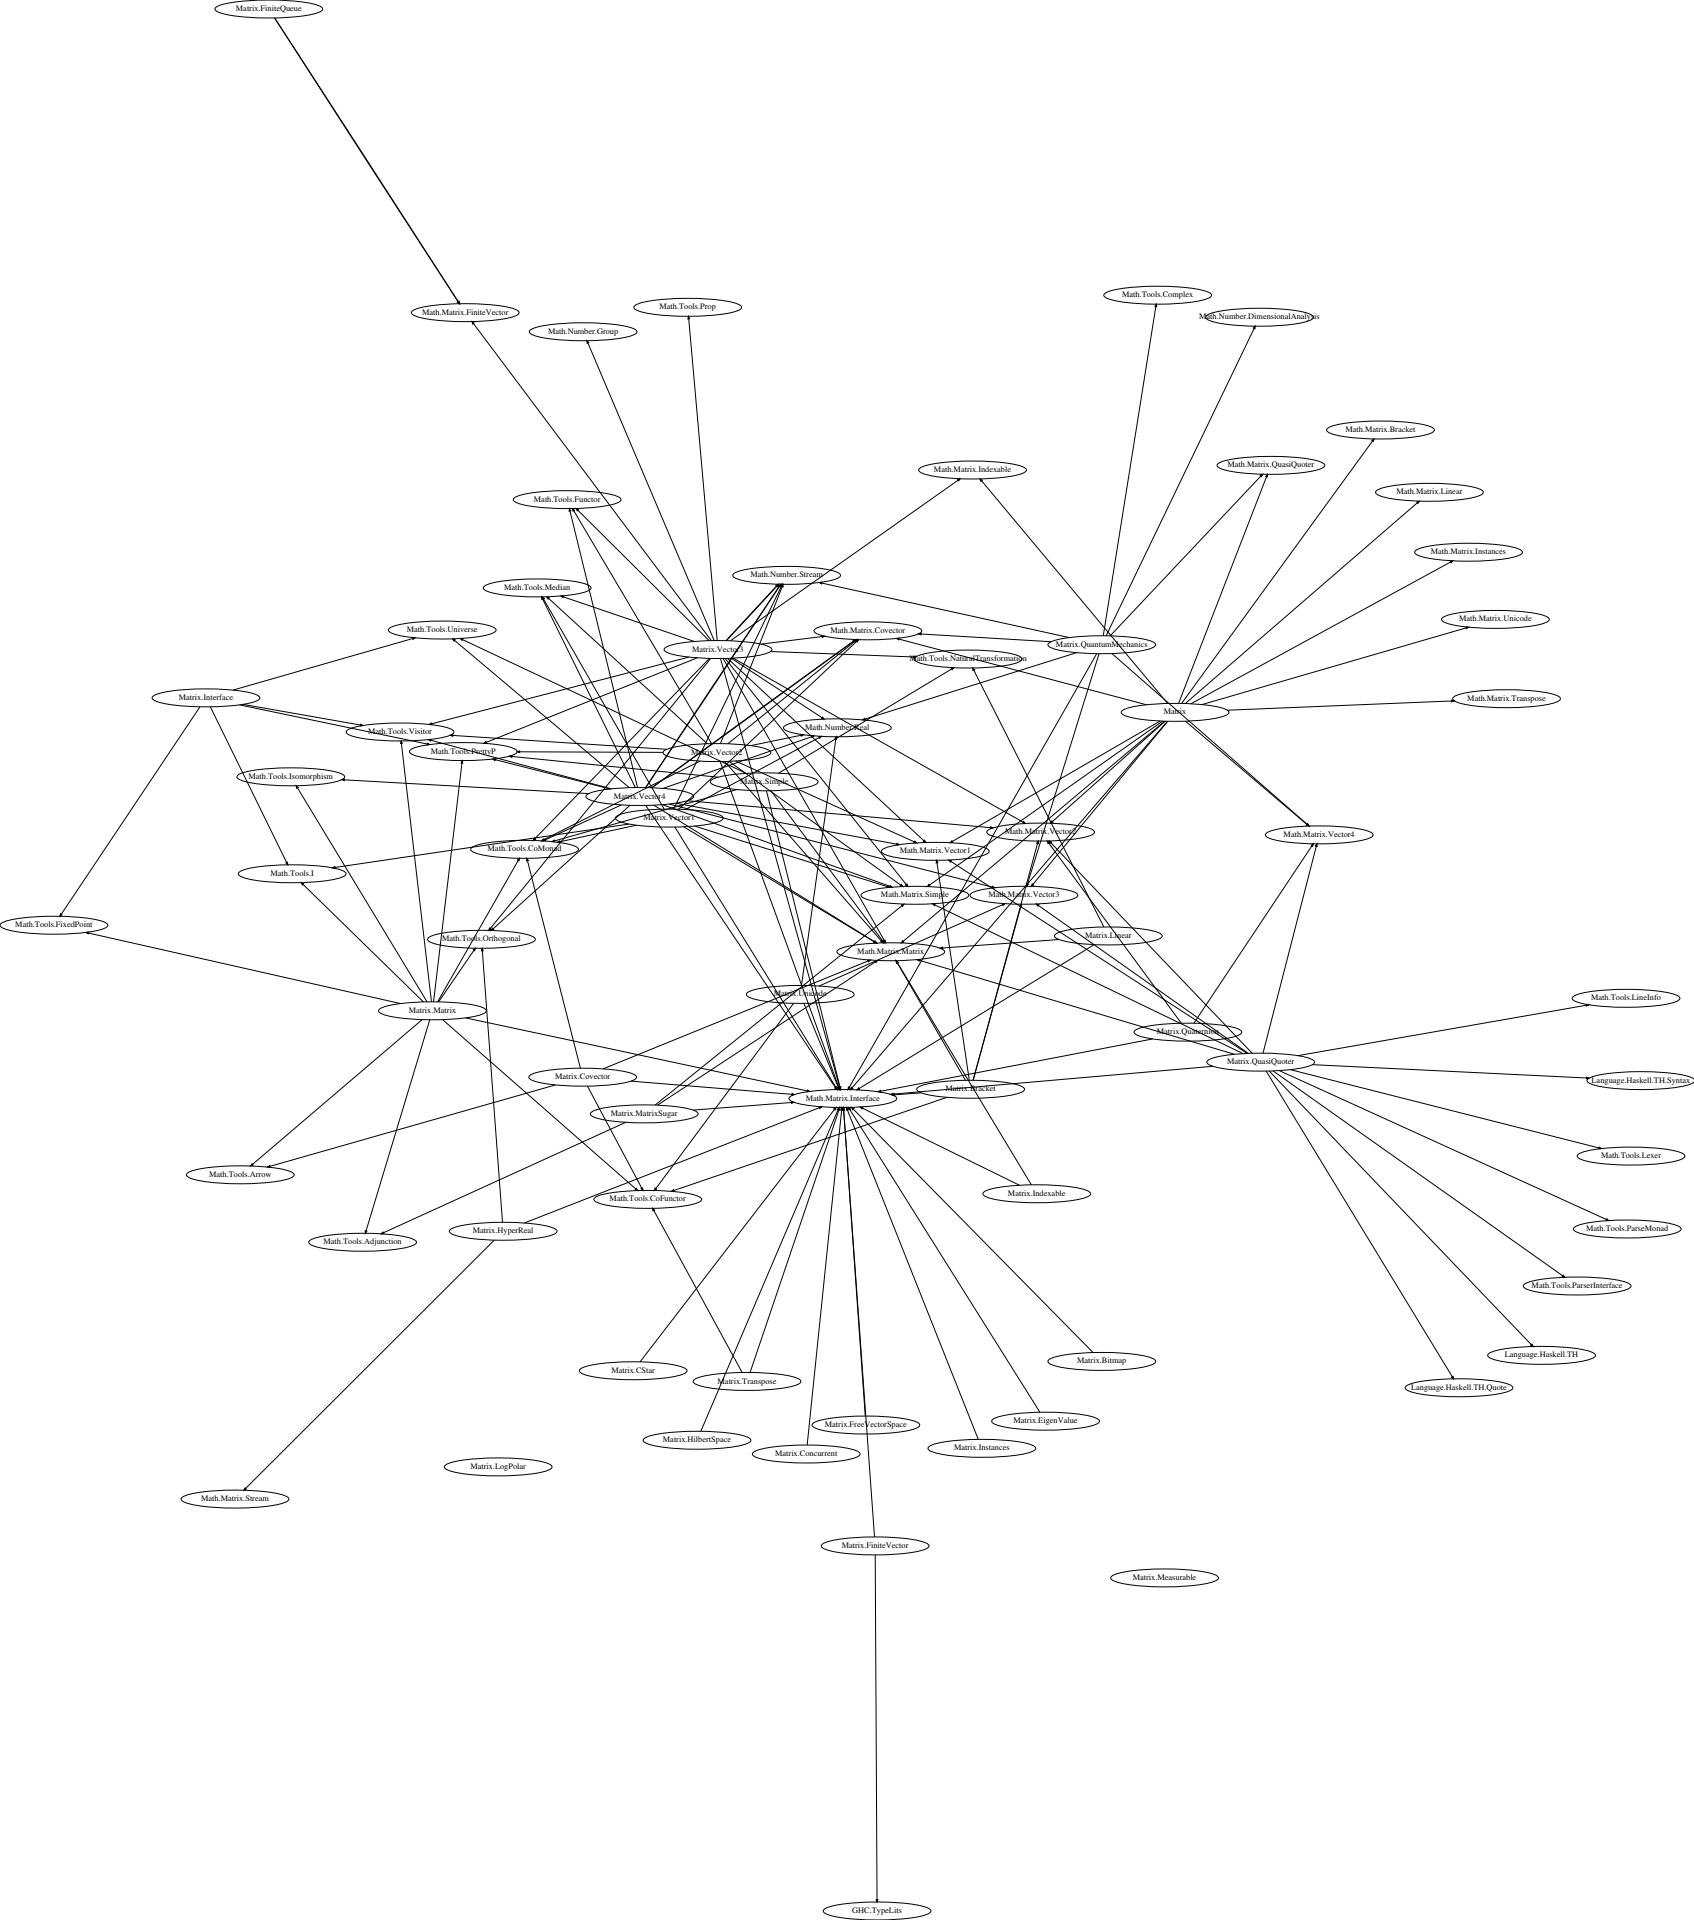 Matrix.FiniteQueue
Math.Tools.Complex
Math.Tools.Prop
Math.Matrix.FiniteVector
Math.Number.DimensionalAnalysis
Math.Number.Group
Math.Matrix.Bracket
Math.Matrix.QuasiQuoter
Math.Matrix.Indexable
Math.Matrix.Linear
Math.Tools.Functor
Math.Matrix.Instances
Math.Number.Stream
Math.Tools.Median
Math.Matrix.Unicode
Math.Tools.Universe
Math.Matrix.Covector
Matrix.QuantumMechanics
Matrix.Vector3
Math.Tools.NaturalTransformation
Matrix.Interface
Math.Matrix.Transpose
Matrix
Math.Number.Real
Math.Tools.Visitor
Math.Tools.PrettyP
Matrix.Vector2
Math.Tools.Isomorphism
Matrix.Simple
Matrix.Vector4
Matrix.Vector1
Math.Matrix.Vector2
Math.Matrix.Vector4
Math.Tools.CoMonad
Math.Matrix.Vector1
Math.Tools.I
Math.Matrix.Simple
Math.Matrix.Vector3
Math.Tools.FixedPoint
Matrix.Linear
Math.Tools.Orthogonal
Math.Matrix.Matrix
Matrix.Unicode
Math.Tools.LineInfo
Matrix.Matrix
Matrix.Quaternion
Matrix.QuasiQuoter
Matrix.Covector
Language.Haskell.TH.Syntax
Matrix.Bracket
Math.Matrix.Interface
Matrix.MatrixSugar
Math.Tools.Lexer
Math.Tools.Arrow
Matrix.Indexable
Math.Tools.CoFunctor
Math.Tools.ParseMonad
Matrix.HyperReal
Math.Tools.Adjunction
Math.Tools.ParserInterface
Language.Haskell.TH
Matrix.Bitmap
Matrix.CStar
Matrix.Transpose
Language.Haskell.TH.Quote
Matrix.EigenValue
Matrix.FreeVectorSpace
Matrix.HilbertSpace
Matrix.Instances
Matrix.Concurrent
Matrix.LogPolar
Math.Matrix.Stream
Matrix.FiniteVector
Matrix.Measurable
GHC.TypeLits